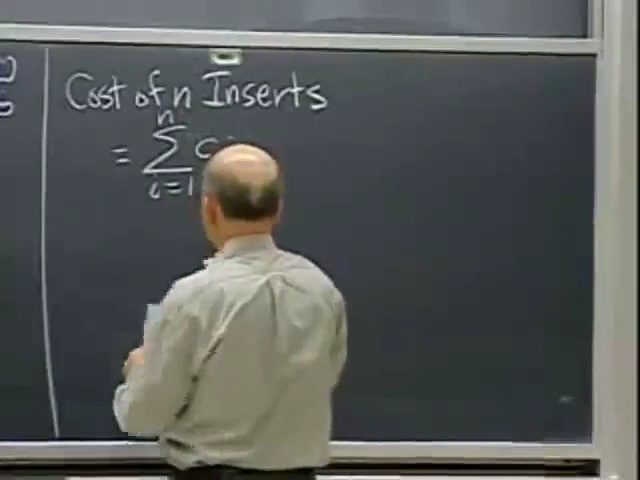 Cost of n Inserts
n
= ∑ c
i=1